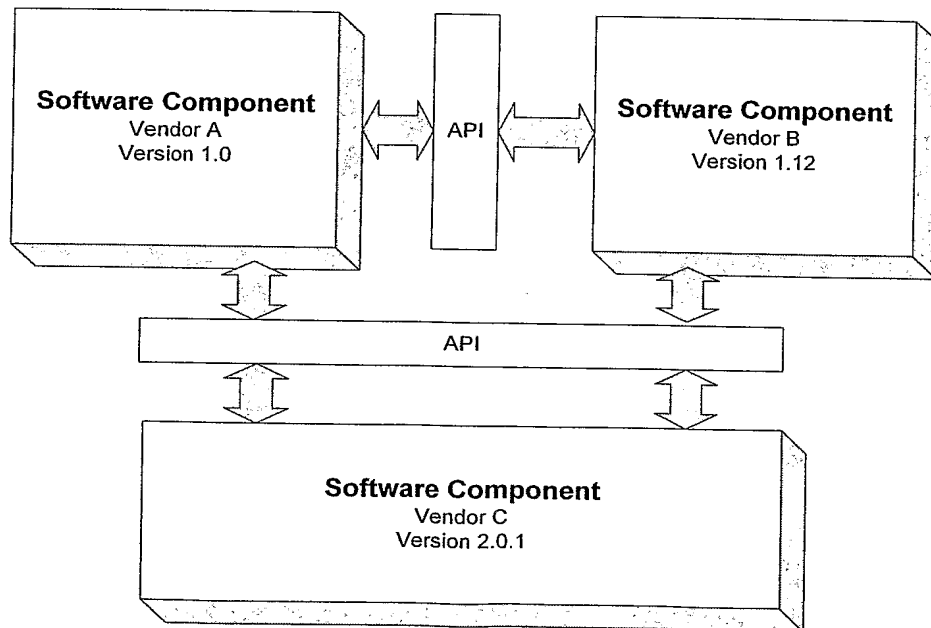 Software Component
Vendor A
Version 1.0
API
Software Component
Vendor B
Version 1.12
API
Software Component
Vendor C
Version 2.0.1